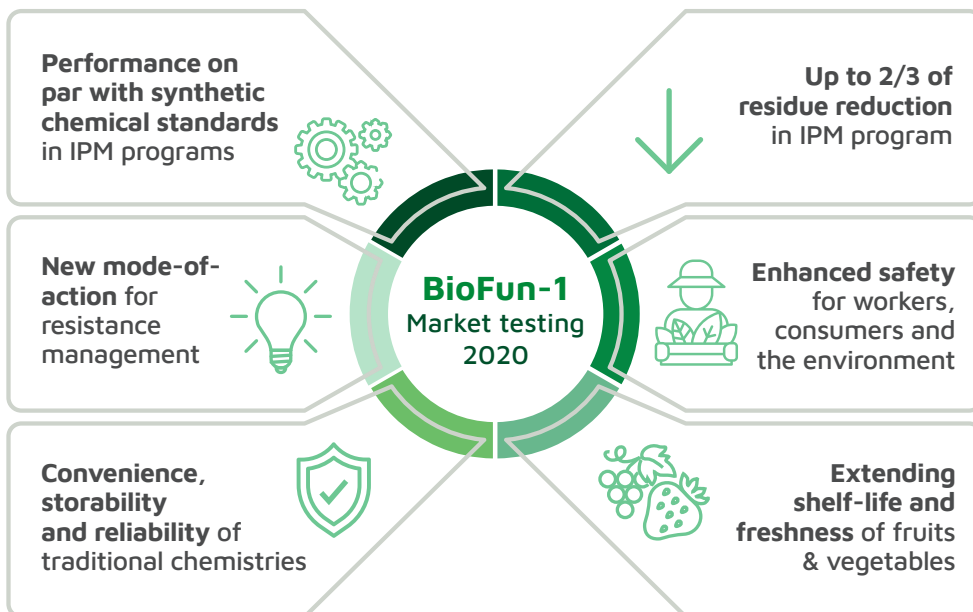 Performance on
par with synthetic
chemical standards
in IPM programs
Up to 2/3 of
residue reduction
in IPM program
New mode-of-
action for
resistance
management
BioFun-1
Market testing
2020
Enhanced safety
for workers,
consumers and
the environment
Convenience,
storability
and reliability of
traditional chemistries
Extending
shelf-life and
freshness of fruits
& vegetables